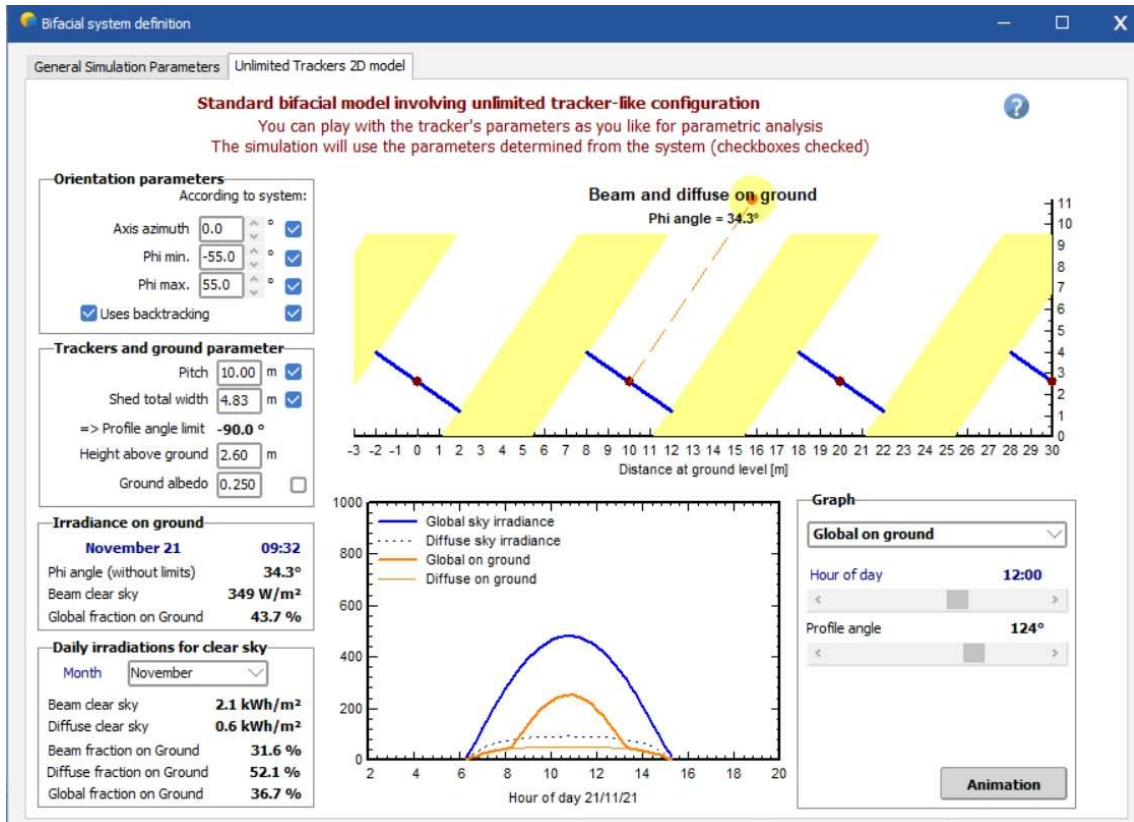 Bifacial system definition
General Simulation Parameters
Unlimited Trackers 2D model
Standard bifacial model involving unlimited tracker-like configuration
You can play with the tracker's parameters as you like for parametric analysis
The simulation will use the parameters determined from the system (checkboxes checked)
?
Orientation parameters
According to system:
Axis azimuth 0.0 °
Phi min. -55.0 °
Phi max. 55.0 °
Uses backtracking
Trackers and ground parameter
Pitch 10.00 m
Shed total width 4.83 m
=> Profile angle limit -90.0 °
Height above ground 2.60 m
Ground albedo 0.250
Irradiance on ground
November 21 09:32
Phi angle (without limits) 34.3°
Beam clear sky 349 W/m²
Global fraction on Ground 43.7 %
Daily irradiations for clear sky
Month November
Beam clear sky 2.1 kWh/m²
Diffuse clear sky 0.6 kWh/m²
Beam fraction on Ground 31.6 %
Diffuse fraction on Ground 52.1 %
Global fraction on Ground 36.7 %
Beam and diffuse on ground
Phi angle = 34.3°
11
10
9
8
7
6
5
4
3
2
1
0
-3 -2 -1 0 1 2 3 4 5 6 7 8 9 10 11 12 13 14 15 16 17 18 19 20 21 22 23 24 25 26 27 28 29 30
Distance at ground level [m]
1000
800
600
400
200
0
Global sky irradiance
Diffuse sky irradiance
Global on ground
Diffuse on ground
2 4 6 8 10 12 14 16 18 20
Hour of day 21/11/21
Graph
Global on ground
Hour of day 12:00
Profile angle 124°
Animation